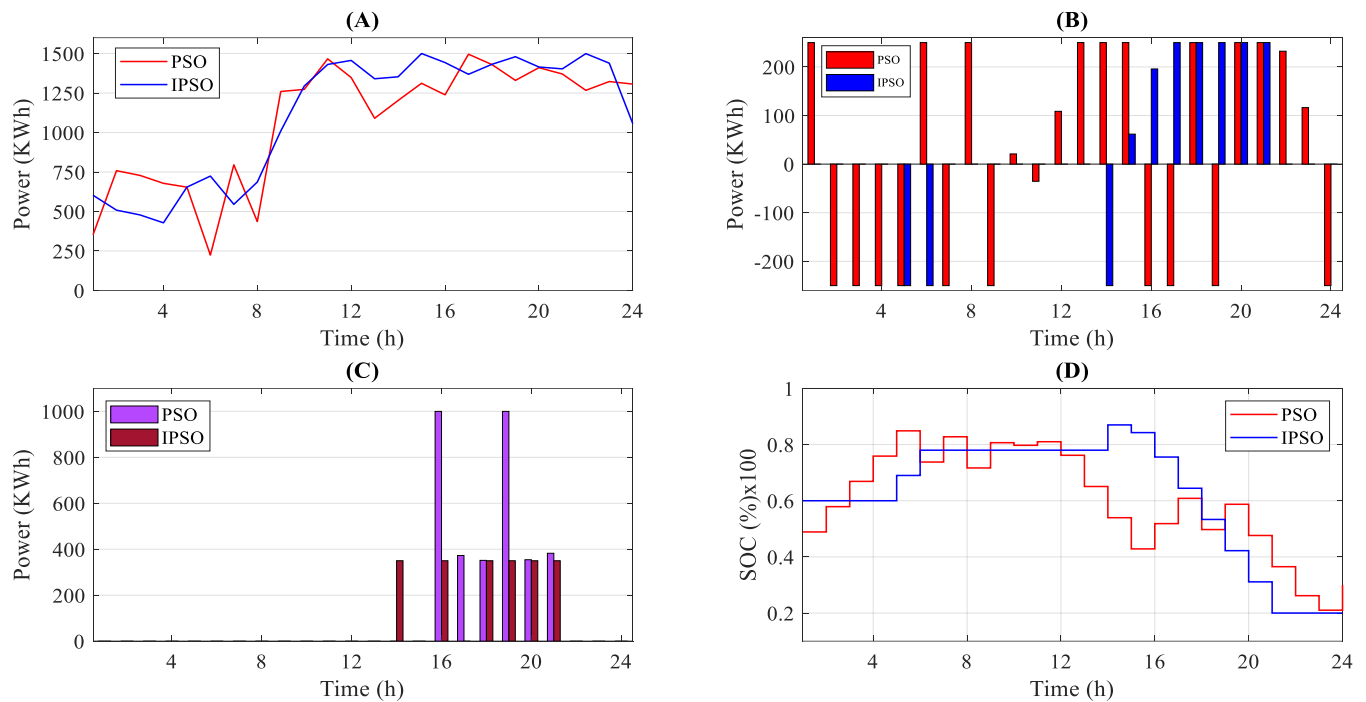 (A)
1500
1250
1000
750
500
250
0
Power (KWh)
PSO
IPSO
4
8
12
16
20
24
Time (h)
(B)
200
100
0
-100
-200
Power (KWh)
PSO
IPSO
4
8
12
16
20
24
Time (h)
(C)
1000
800
600
400
200
0
Power (KWh)
PSO
IPSO
4
8
12
16
20
24
Time (h)
(D)
1
0.8
0.6
0.4
0.2
SOC (%)x100
PSO
IPSO
4
8
12
16
20
24
Time (h)